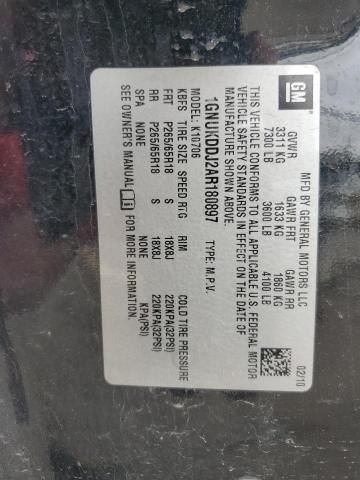 GM
MFD BY GENERAL MOTORS LLC
02/10
GVWR GAWR FRT GAWR RR
3311 KG 1633 KG 1860 KG
7300 LB 3600 LB 4100 LB
THIS VEHICLE CONFORMS TO ALL APPLICABLE U.S. FEDERAL MOTOR
VEHICLE SAFETY STANDARDS IN EFFECT ON THE DATE OF
MANUFACTURE SHOWN ABOVE.
1GNUKDDJ2AR180897 TYPE: M.P.V.
K10706
KBFS TIRE SIZE SPEED RTG RIM COLD TIRE PRESSURE
FRT P265/65R18 S 18X8J 220KPA(32PSI)
RR P265/65R18 S 18X8J 220KPA(32PSI)
SPA NONE NONE KPA(PSI)
SEE OWNER'S MANUAL FOR MORE INFORMATION.